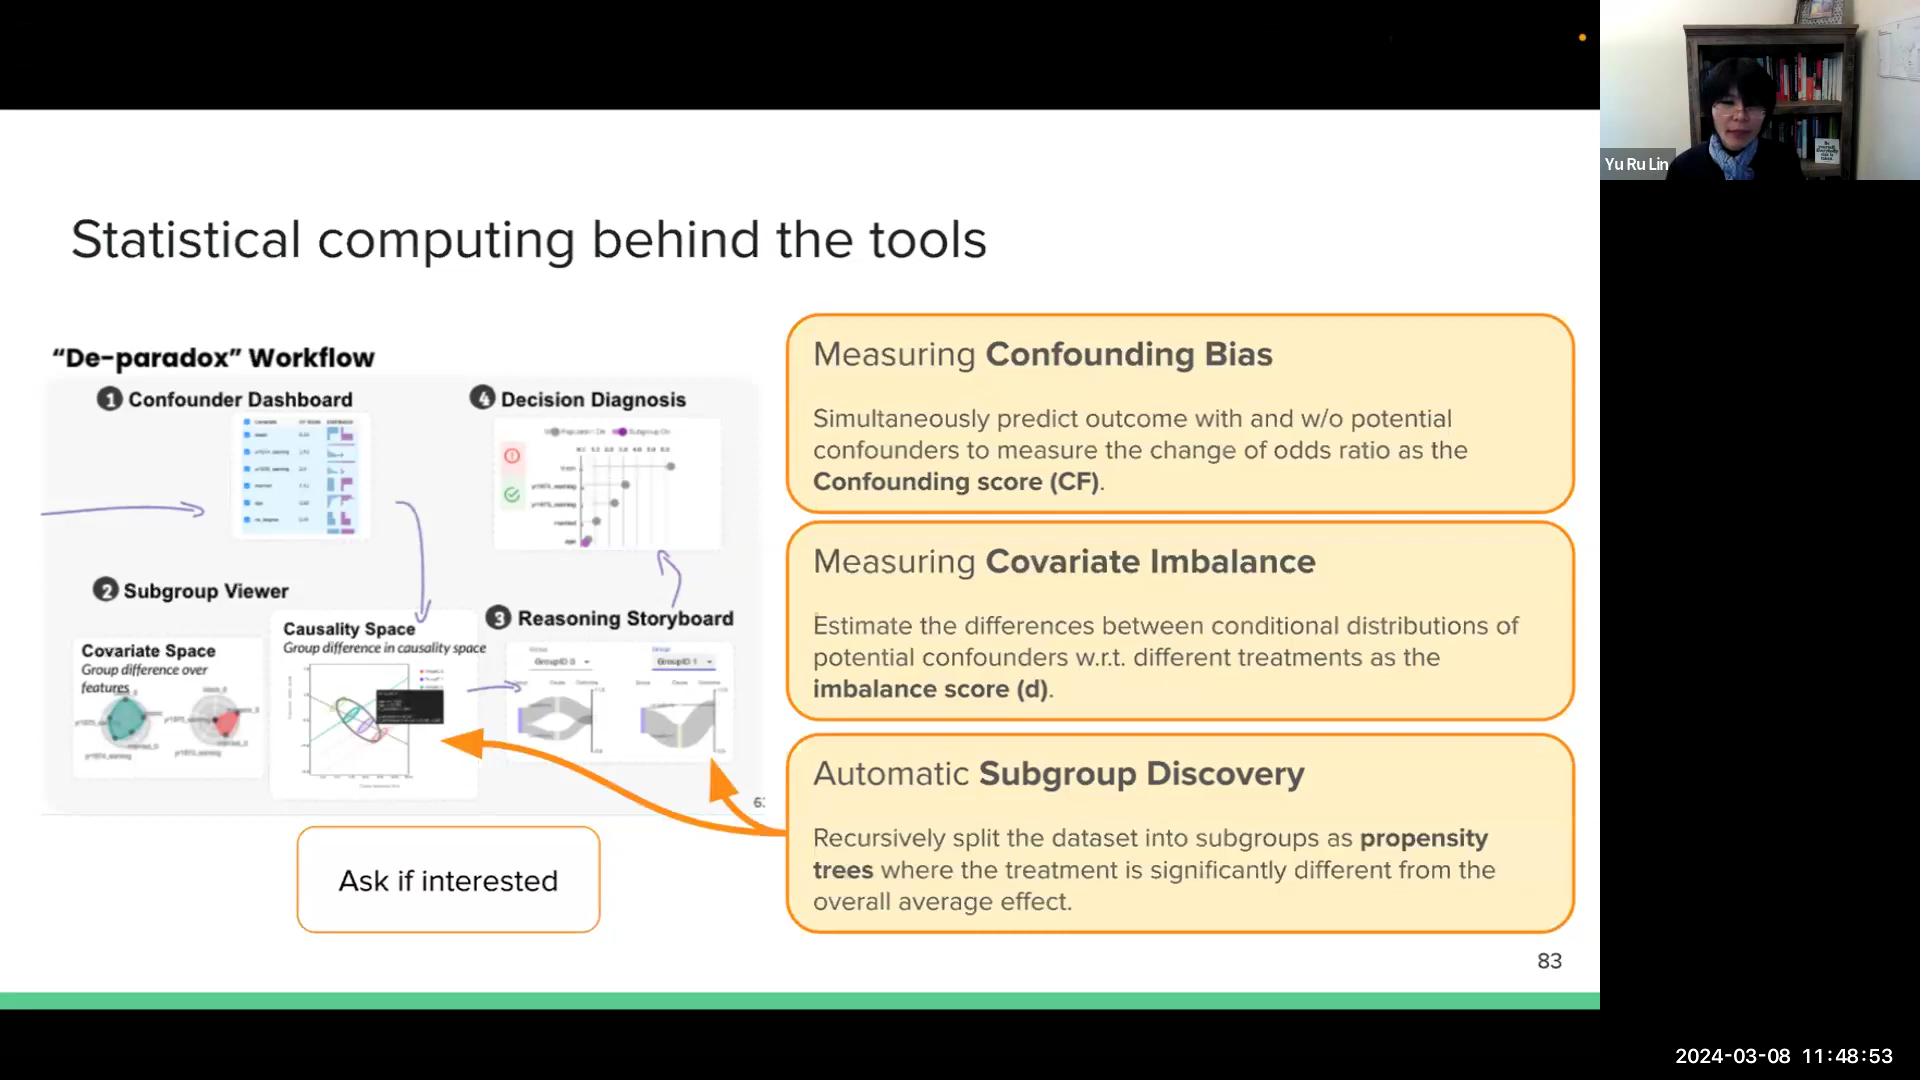 Yu Ru Lin
Statistical computing behind the tools
“De-paradox” Workflow
1 Confounder Dashboard
4 Decision Diagnosis
2 Subgroup Viewer
Covariate Space
Group difference over
features
Causality Space
Group difference in causality space
3 Reasoning Storyboard
GroupID 0
GroupID 1
Measuring Confounding Bias
Simultaneously predict outcome with and w/o potential
confounders to measure the change of odds ratio as the
Confounding score (CF).
Measuring Covariate Imbalance
Estimate the differences between conditional distributions of
potential confounders w.r.t. different treatments as the
imbalance score (d).
Automatic Subgroup Discovery
Recursively split the dataset into subgroups as propensity
trees where the treatment is significantly different from the
overall average effect.
Ask if interested
83
2024-03-08 11:48:53